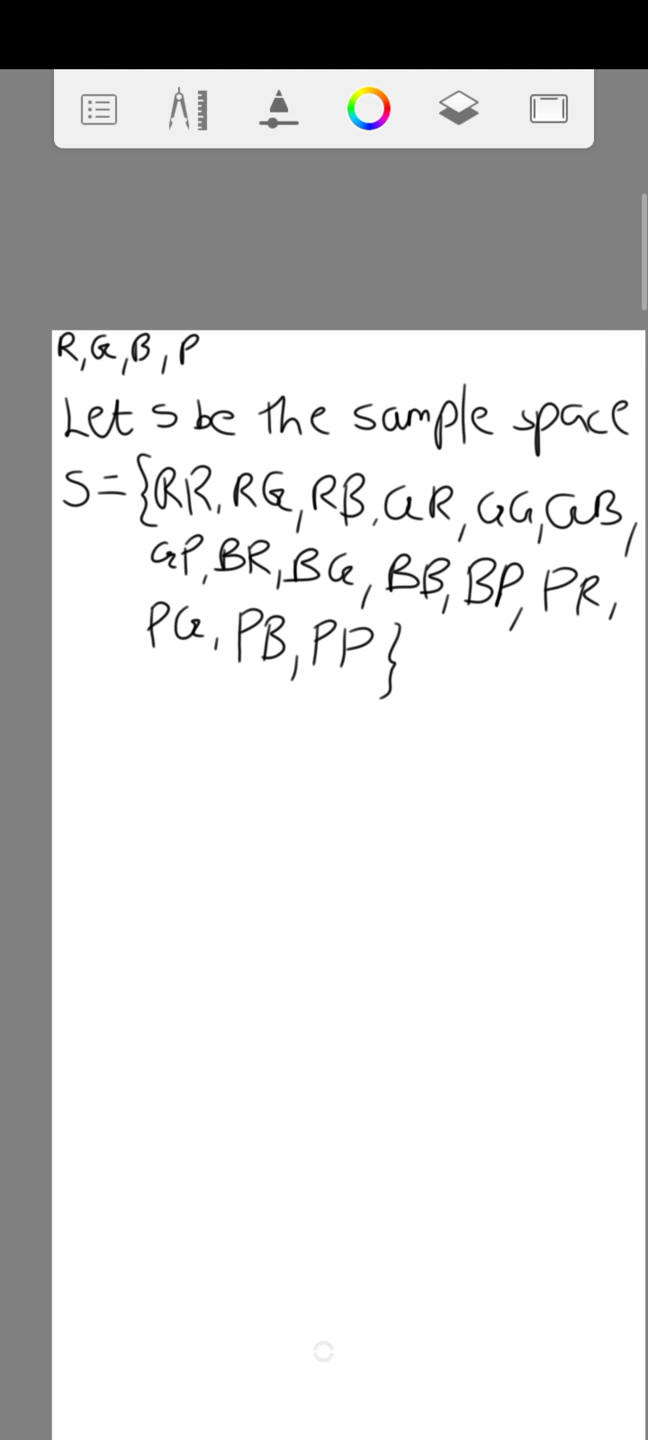 R,G,B,P
Let S be the sample space
S={RR,RG,RB,GR,GG,GB,
GP,BR,BG,BB,BP,PR,
PG,PB,PP}